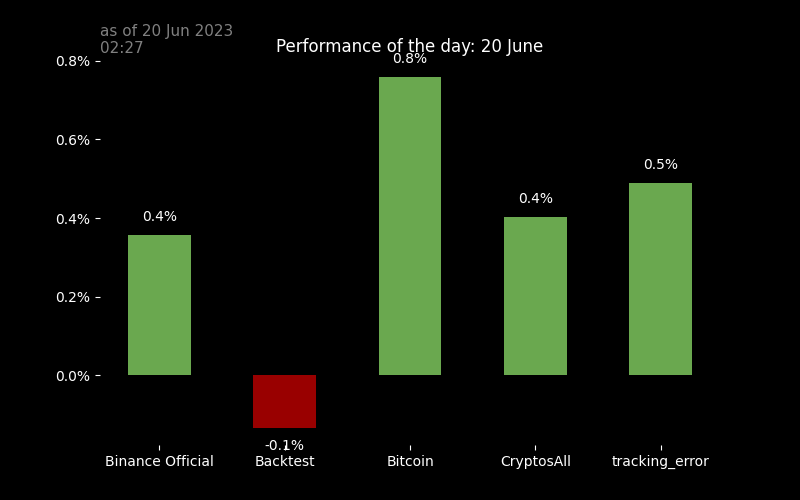 as of 20 Jun 2023
02:27
Performance of the day: 20 June
0.8%
0.6%
0.4%
0.2%
0.0%
0.4%
-0.1%
0.8%
0.4%
0.5%
Binance Official
Backtest
Bitcoin
CryptosAll
tracking_error